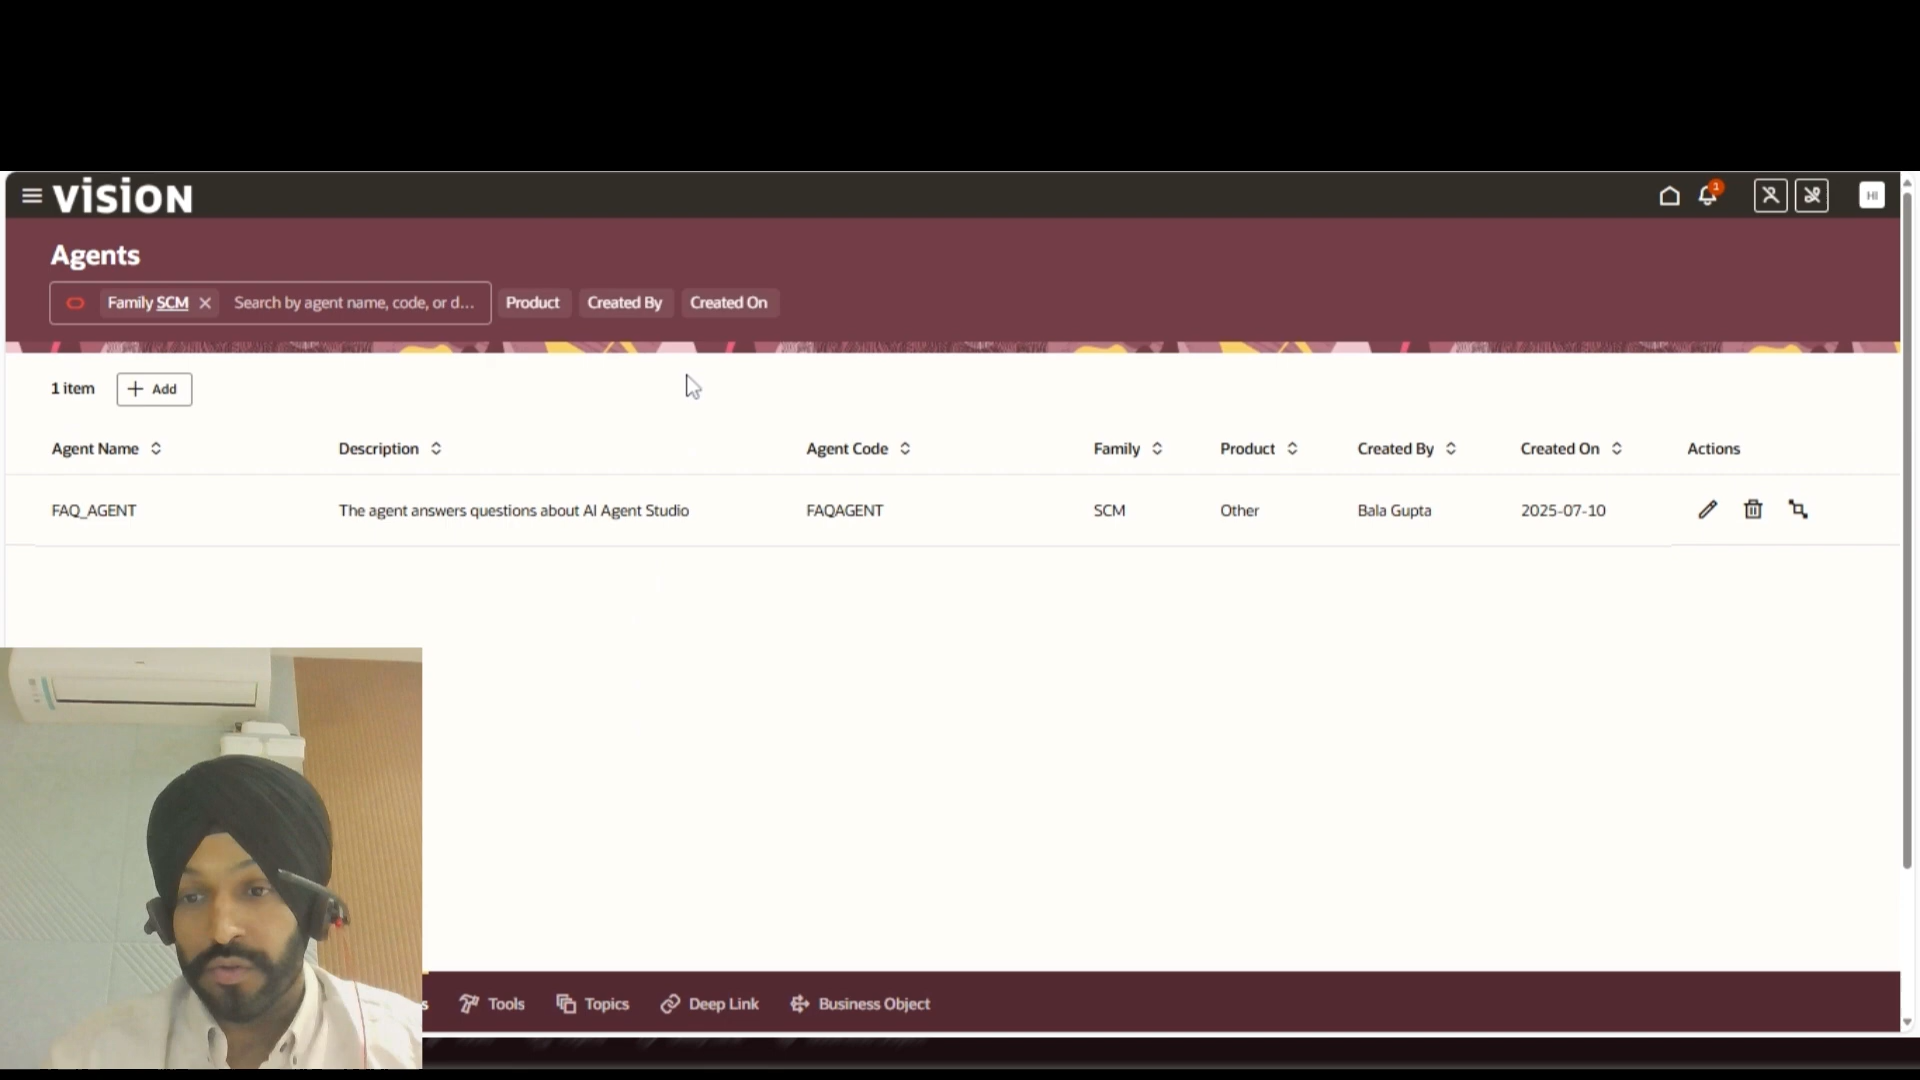 vision
1
HI
Agents
Family SCM
Search by agent name, code, or d...
Product
Created By
Created On
1 item
Add
Agent Name
Description
Agent Code
Family
Product
Created By
Created On
Actions
FAQ_AGENT
The agent answers questions about AI Agent Studio
FAQAGENT
SCM
Other
Bala Gupta
2025-07-10
s
Tools
Topics
Deep Link
Business Object